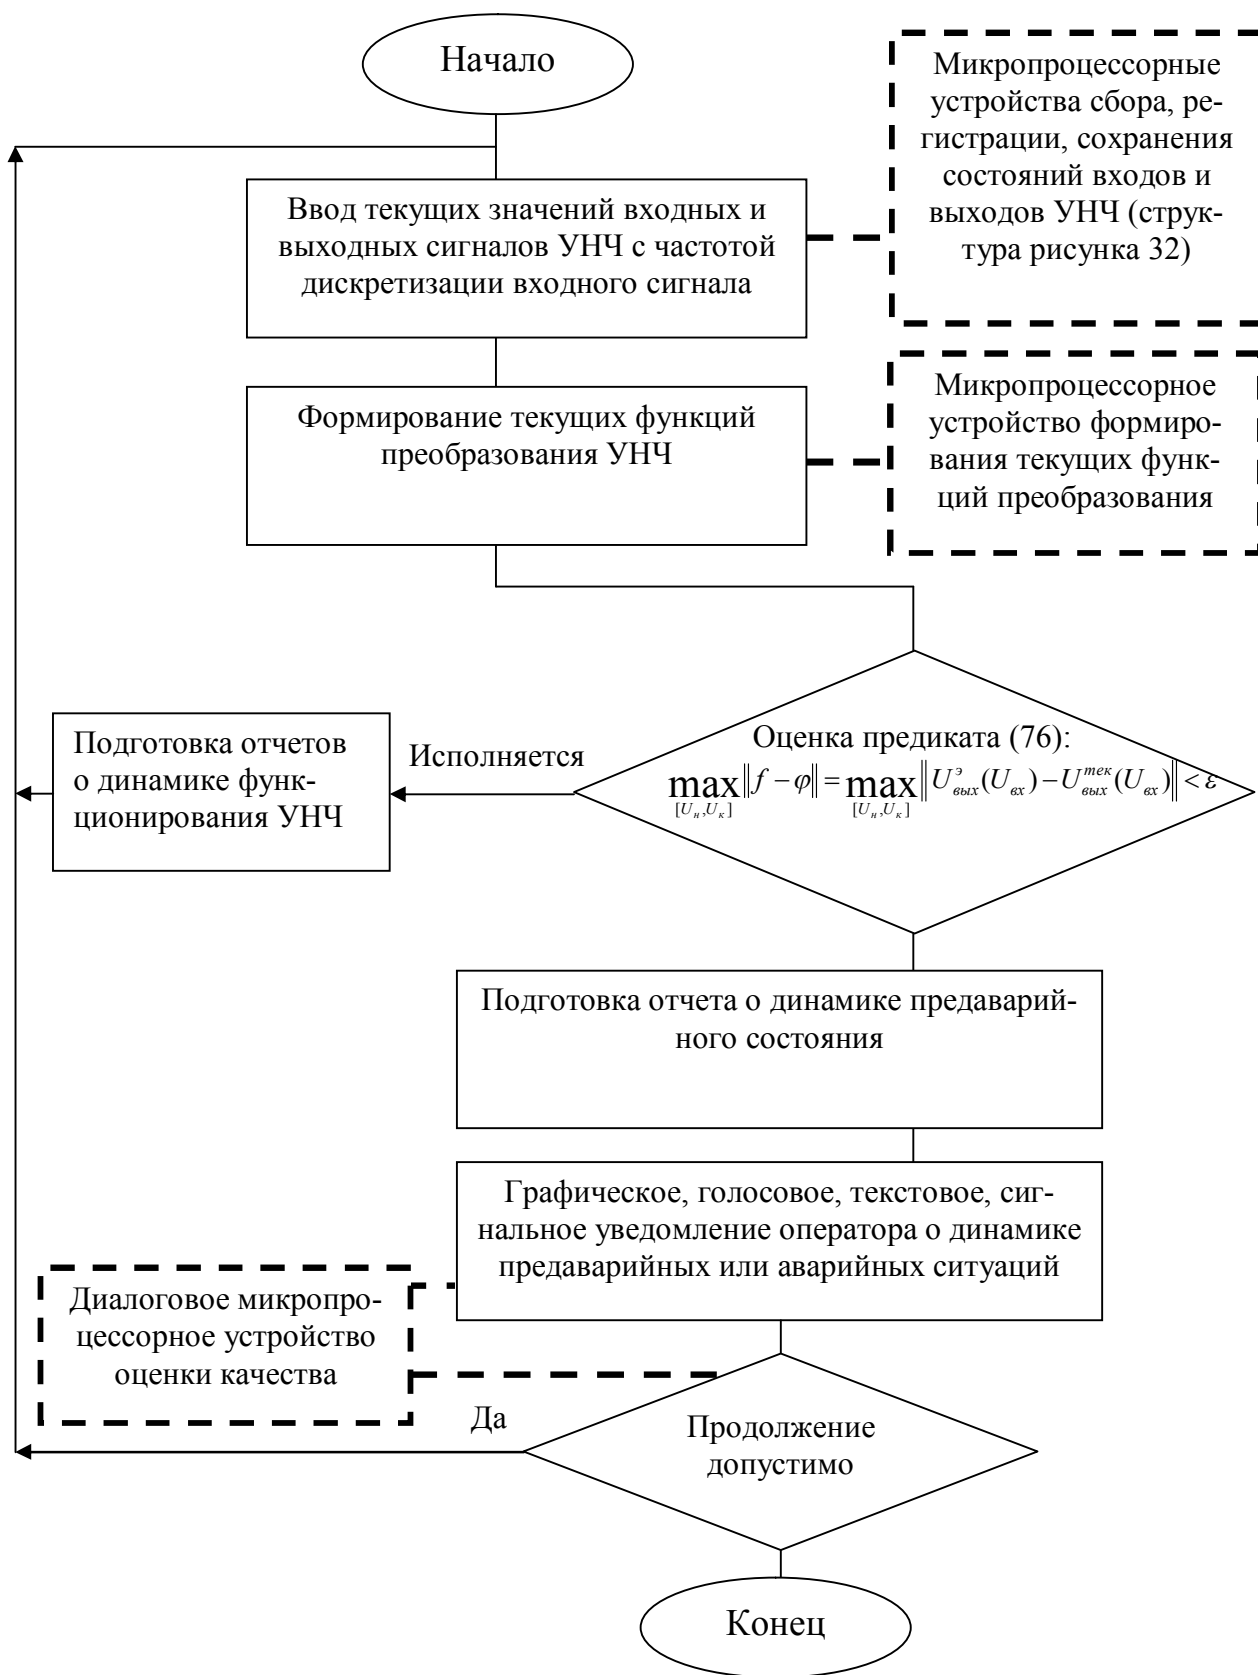 Начало
Микропроцессорные
устройства сбора, ре-
гистрации, сохранения
состояний входов и
выходов УНЧ (струк-
тура рисунка 32)
Ввод текущих значений входных и
выходных сигналов УНЧ с частотой
дискретизации входного сигнала
Микропроцессорное
устройство формиро-
вания текущих функ-
ций преобразования
Формирование текущих функций
преобразования УНЧ
Оценка предиката (76):
max‖f − φ‖ = max‖U^э_вых(U_вх) − U^тек_вых(U_вх)‖ < ε
[U_н,U_к] [U_н,U_к]
Исполняется
Подготовка отчетов
о динамике функ-
ционирования УНЧ
Подготовка отчета о динамике предаварий-
ного состояния
Графическое, голосовое, текстовое, сиг-
нальное уведомление оператора о динамике
предаварийных или аварийных ситуаций
Диалоговое микропро-
цессорное устройство
оценки качества
Да
Продолжение
допустимо
Конец